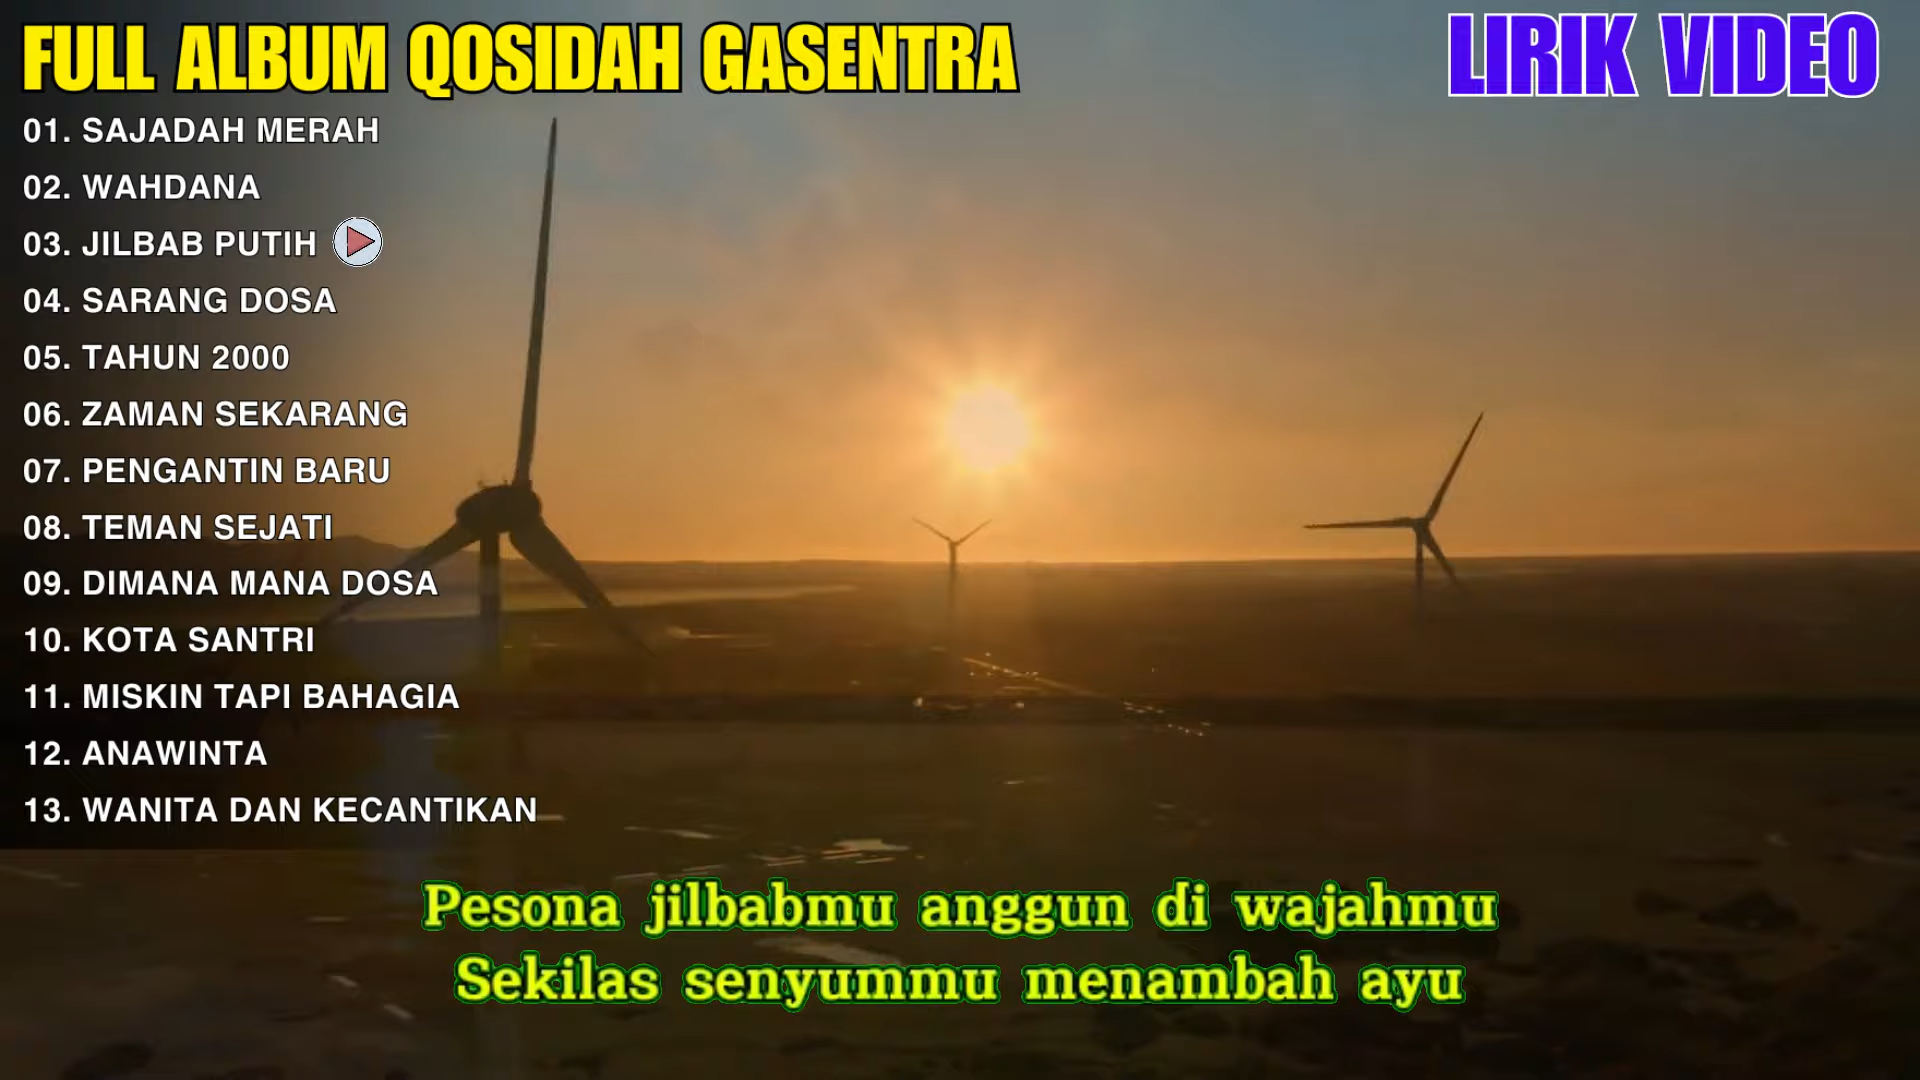 FULL ALBUM QOSIDAH GASENTRA
LIRIK VIDEO
01. SAJADAH MERAH
02. WAHDANA
03. JILBAB PUTIH
04. SARANG DOSA
05. TAHUN 2000
06. ZAMAN SEKARANG
07. PENGANTIN BARU
08. TEMAN SEJATI
09. DIMANA MANA DOSA
10. KOTA SANTRI
11. MISKIN TAPI BAHAGIA
12. ANAWINTA
13. WANITA DAN KECANTIKAN
Pesona jilbabmu anggun di wajahmu
Sekilas senyummu menambah ayu